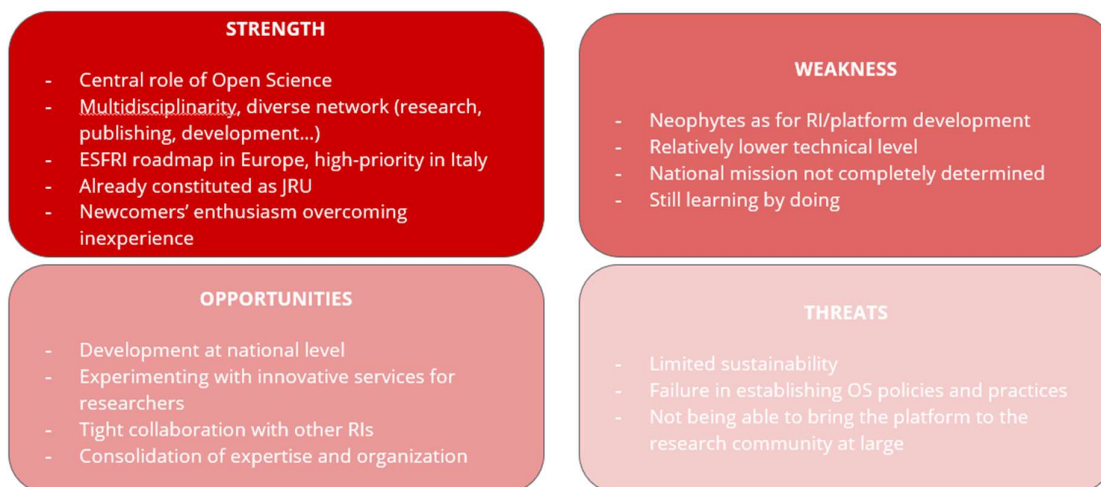 STRENGTH
- Central role of Open Science
- Multidisciplinarity, diverse network (research,
publishing, development...)
- ESFRI roadmap in Europe, high-priority in Italy
- Already constituted as JRU
- Newcomers’ enthusiasm overcoming
inexperience
WEAKNESS
- Neophytes as for RI/platform development
- Relatively lower technical level
- National mission not completely determined
- Still learning by doing
OPPORTUNITIES
- Development at national level
- Experimenting with innovative services for
researchers
- Tight collaboration with other RIs
- Consolidation of expertise and organization
THREATS
- Limited sustainability
- Failure in establishing OS policies and practices
- Not being able to bring the platform to the
research community at large